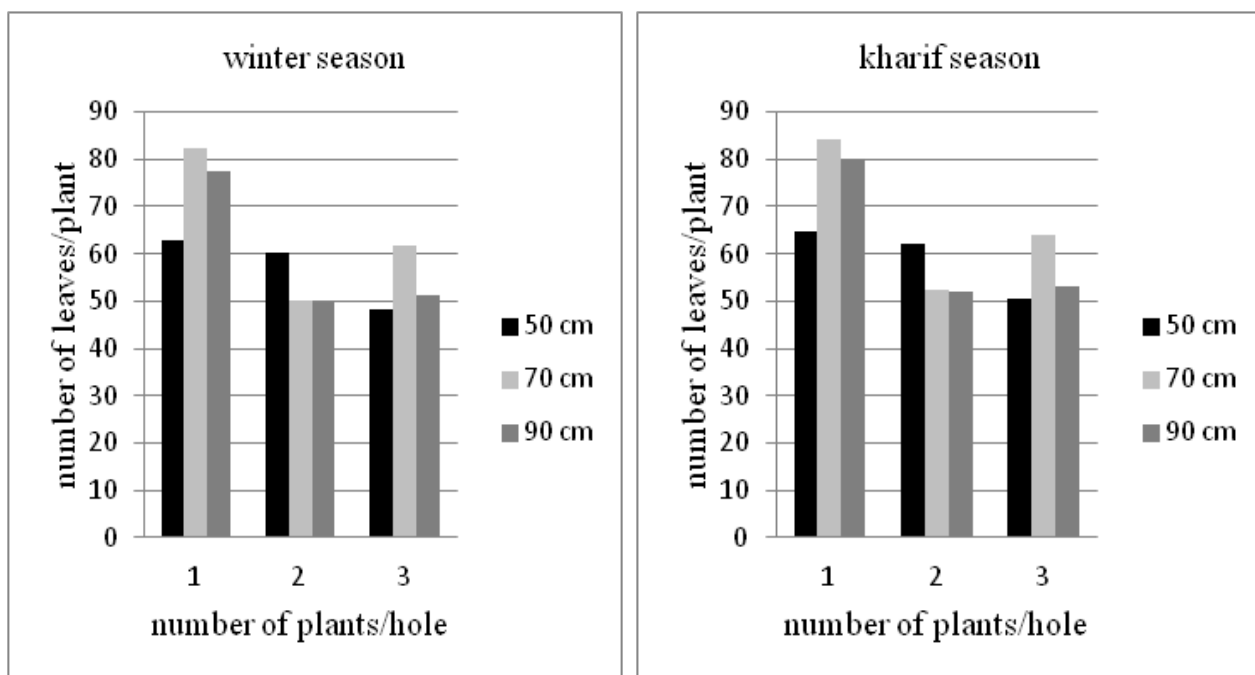 winter season
number of leaves/plant
90
80
70
60
50
40
30
20
10
0
1 2 3
number of plants/hole
50 cm
70 cm
90 cm
kharif season
number of leaves/plant
90
80
70
60
50
40
30
20
10
0
1 2 3
number of plants/hole
50 cm
70 cm
90 cm